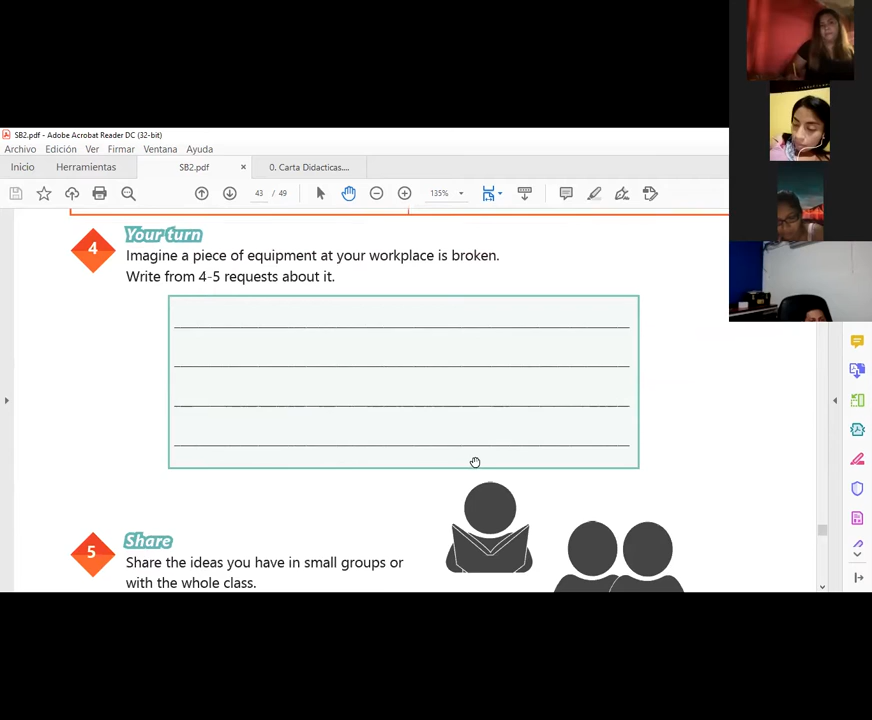 SB2.pdf - Adobe Acrobat Reader DC (32-bit)
Archivo Edición Ver Firmar Ventana Ayuda
Inicio Herramientas SB2.pdf × 0. Carta Didacticas.... 
43 / 49 135%
4 Your turn
Imagine a piece of equipment at your workplace is broken.
Write from 4-5 requests about it.
5 Share
Share the ideas you have in small groups or
with the whole class.